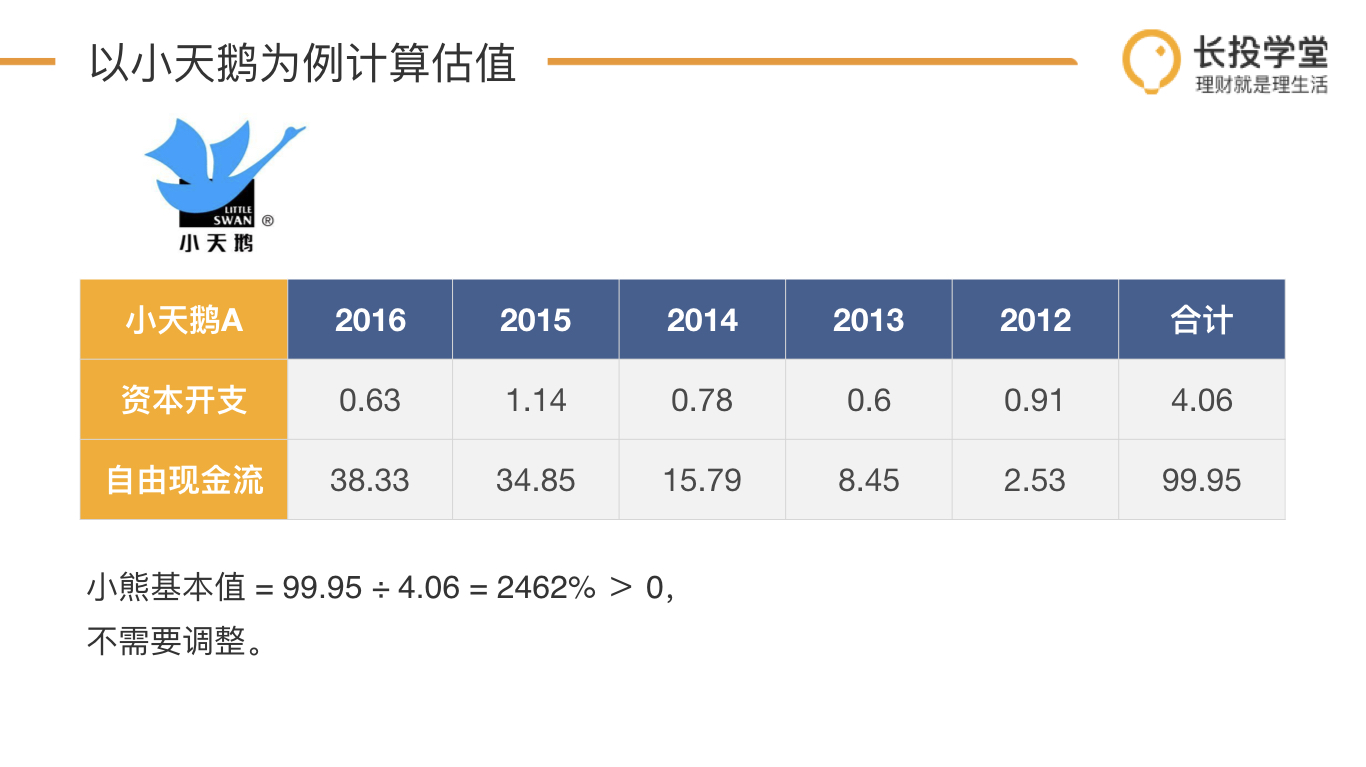 以小天鹅为例计算估值
长投学堂
理财就是理生活
LITTLE
SWAN ®
小天鹅
小天鹅A 2016 2015 2014 2013 2012 合计
资本开支 0.63 1.14 0.78 0.6 0.91 4.06
自由现金流 38.33 34.85 15.79 8.45 2.53 99.95
小熊基本值 = 99.95 ÷ 4.06 = 2462% ＞ 0，
不需要调整。